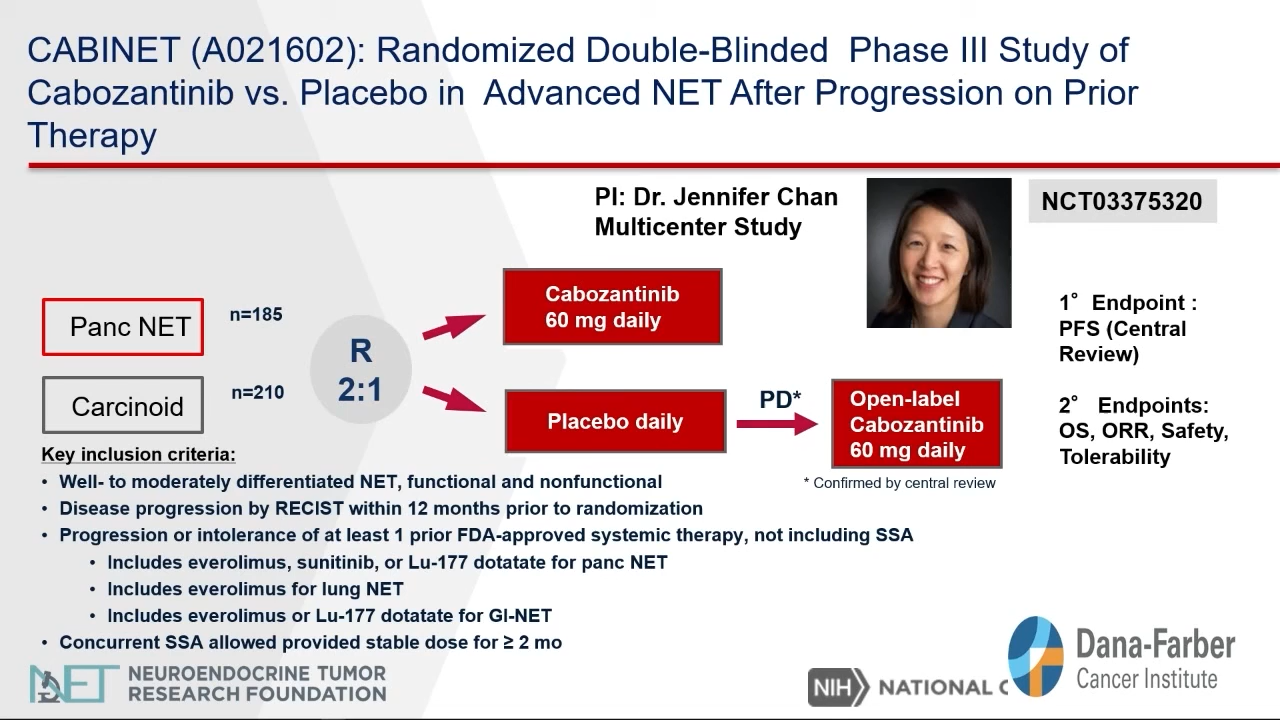 CABINET (A021602): Randomized Double-Blinded Phase III Study of
Cabozantinib vs. Placebo in Advanced NET After Progression on Prior
Therapy
PI: Dr. Jennifer Chan
Multicenter Study
NCT03375320
Panc NET
n=185
Carcinoid
n=210
R
2:1
Cabozantinib
60 mg daily
Placebo daily
PD*
Open-label
Cabozantinib
60 mg daily
* Confirmed by central review
1° Endpoint :
PFS (Central
Review)
2° Endpoints:
OS, ORR, Safety,
Tolerability
Key inclusion criteria:
• Well- to moderately differentiated NET, functional and nonfunctional
• Disease progression by RECIST within 12 months prior to randomization
• Progression or intolerance of at least 1 prior FDA-approved systemic therapy, not including SSA
• Includes everolimus, sunitinib, or Lu-177 dotatate for panc NET
• Includes everolimus for lung NET
• Includes everolimus or Lu-177 dotatate for GI-NET
• Concurrent SSA allowed provided stable dose for ≥ 2 mo
NET
NEUROENDOCRINE TUMOR
RESEARCH FOUNDATION
NIH
NATIONAL C
Dana-Farber
Cancer Institute